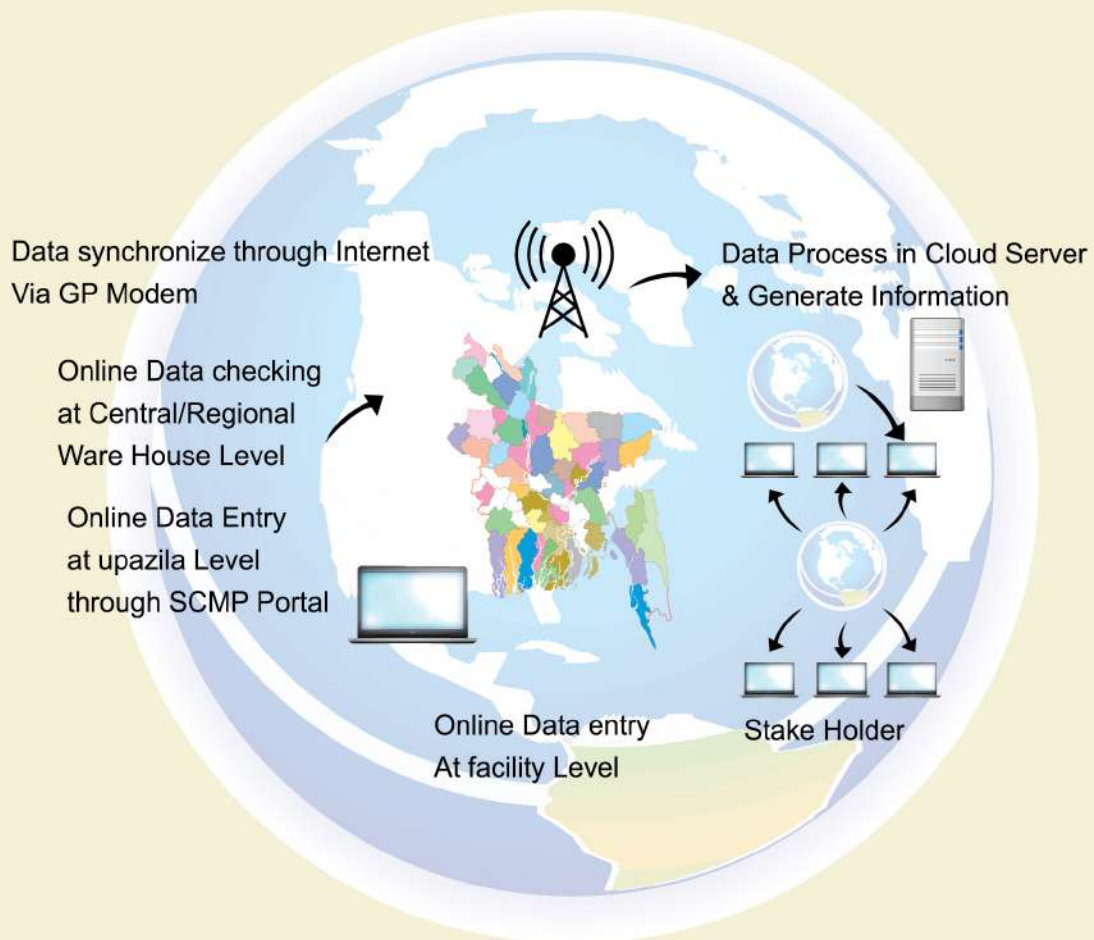 Data synchronize through Internet
Via GP Modem
Data Process in Cloud Server
& Generate Information
Online Data checking
at Central/Regional
Ware House Level
Online Data Entry
at upazila Level
through SCMP Portal
Online Data entry
At facility Level
Stake Holder